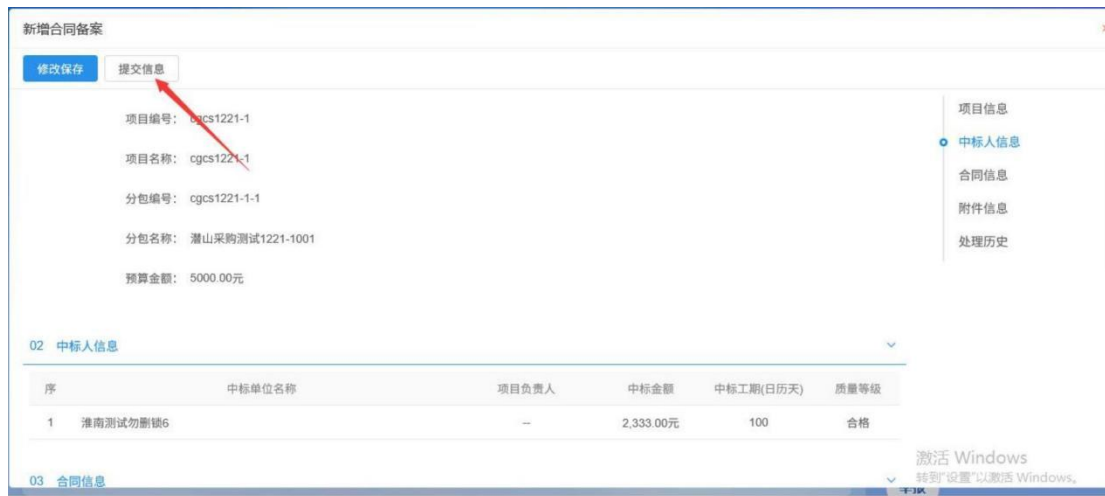 新增合同备案
修改保存 提交信息
项目编号： cgcs1221-1
项目名称： cgcs1221-1
分包编号： cgcs1221-1-1
分包名称： 潜山采购测试1221-1001
预算金额： 5000.00元
项目信息
中标人信息
合同信息
附件信息
处理历史
02 中标人信息
序 中标单位名称 项目负责人 中标金额 中标工期(日历天) 质量等级
1 淮南测试勿删锁6 -- 2,333.00元 100 合格
03 合同信息
激活 Windows
转到"设置"以激活 Windows。